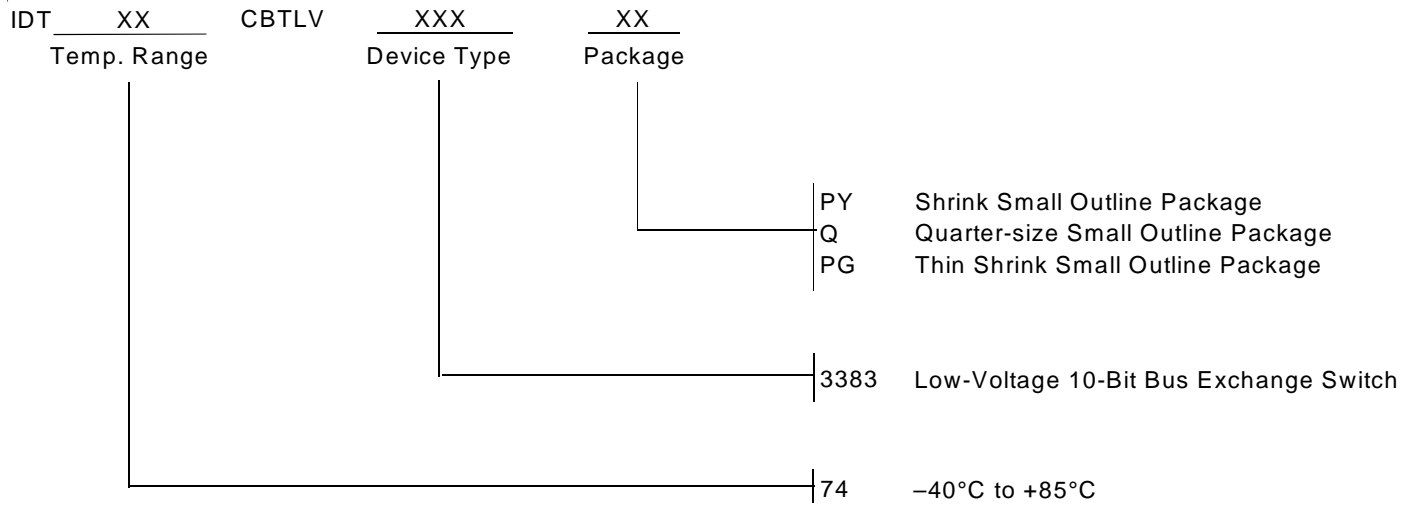 IDT XX CBTLV XXX XX
Temp. Range Device Type Package
PY Shrink Small Outline Package
Q Quarter-size Small Outline Package
PG Thin Shrink Small Outline Package
3383 Low-Voltage 10-Bit Bus Exchange Switch
74 –40°C to +85°C